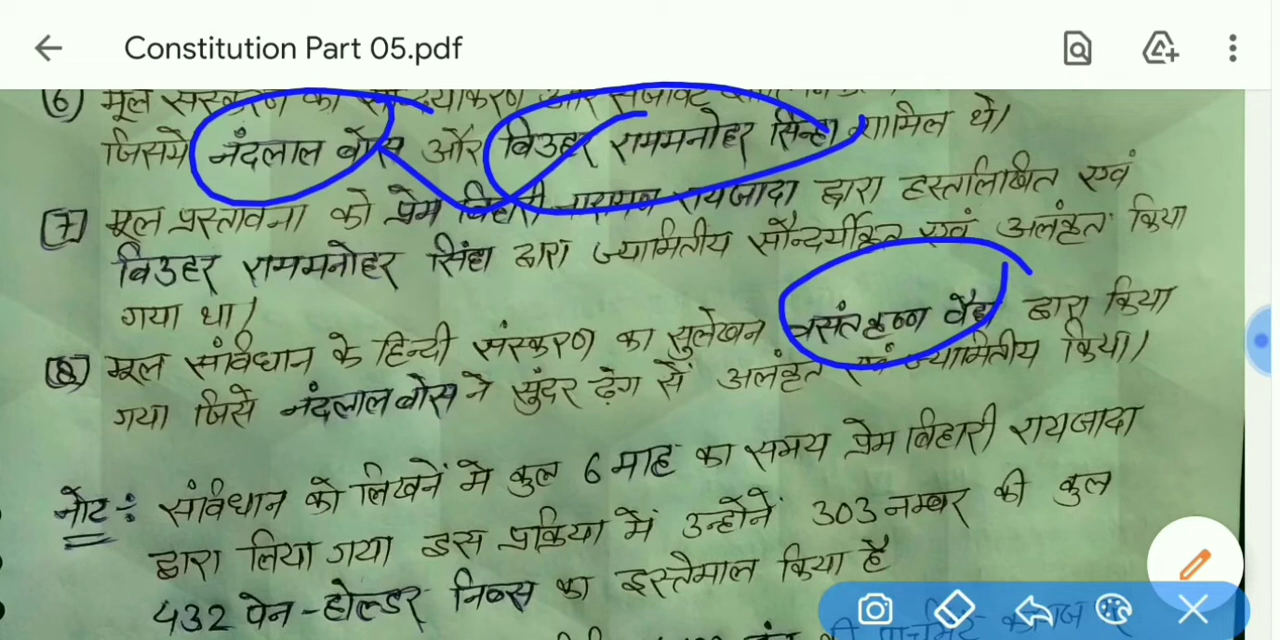 Constitution Part 05.pdf
(6) मूल संस्करण का
जिसमें नंदलाल बोस और बिउहर राममनोहर सिन्हा शामिल थे।
(7) मूल प्रस्तावना को प्रेम बिहारी नारायण रायजादा द्वारा हस्तलिखित एवं
बिउहर राममनोहर सिंहा द्वारा ज्यामितीय सौन्दर्यीकृत एवं अलंकृत किया
गया था।
(8) मूल संविधान के हिन्दी संस्करण का सुलेखन वसंतकृष्ण वैद्य द्वारा किया
गया जिसे नंदलाल बोस ने सुंदर ढ़ेग सें अलंकृत एवं ज्यामितीय किया।
नोट :- संविधान को लिखनें मे कुल 6 माह का समय प्रेम बिहारी रायजादा
द्वारा लिया गया इस प्रक्रिया में उन्होंनें 303 नम्बर की कुल
432 पेन-होल्डर निब्स का इस्तेमाल किया है